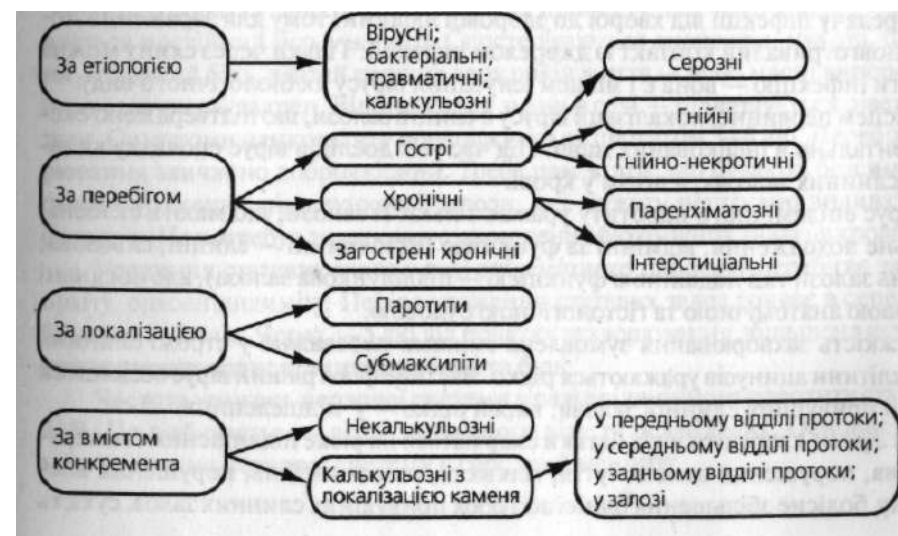 За етіологією
Вірусні;
бактеріальні;
травматичні;
калькульозні
За перебігом
Гострі
Серозні
Гнійні
Гнійно-некротичні
Хронічні
Паренхіматозні
Інтерстиціальні
Загострені хронічні
За локалізацією
Паротити
Субмаксиліти
За вмістом
конкремента
Некалькульозні
Калькульозні з
локалізацією каменя
У передньому відділі протоки;
у середньому відділі протоки;
у задньому відділі протоки;
у залозі